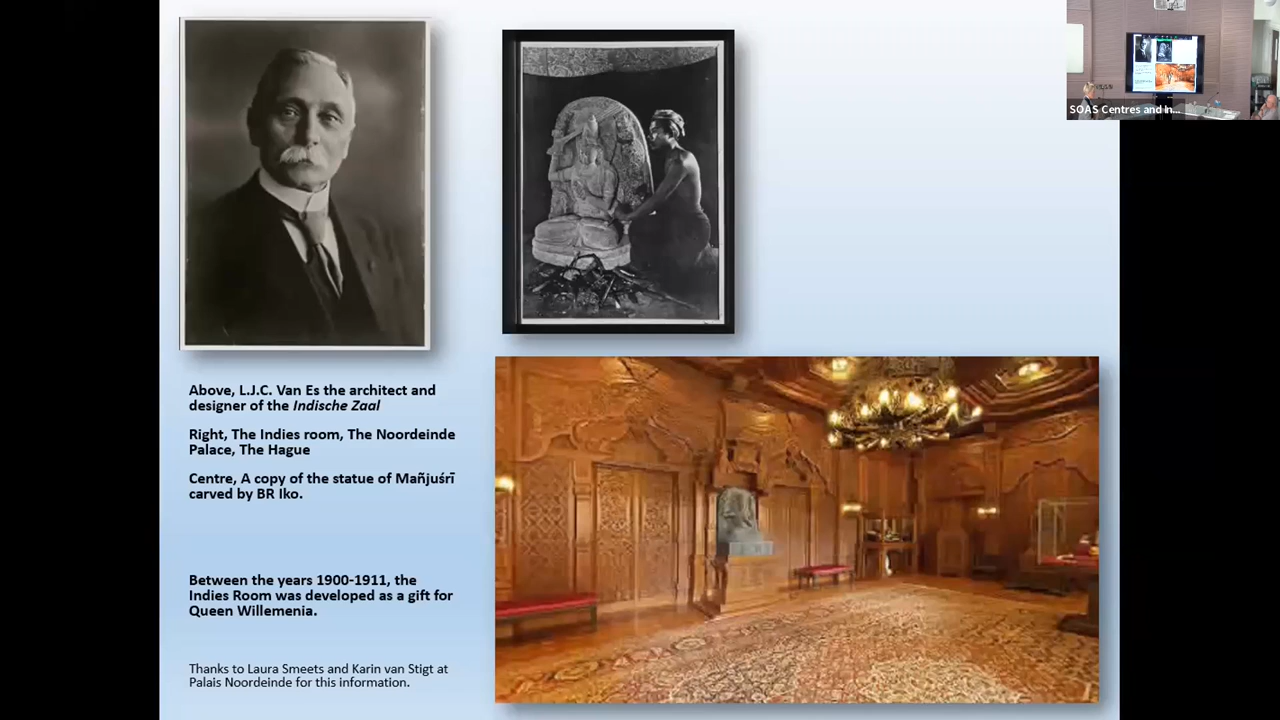 SOAS Centres and In...
Above, L.J.C. Van Es the architect and
designer of the Indische Zaal
Right, The Indies room, The Noordeinde
Palace, The Hague
Centre, A copy of the statue of Mañjuśrī
carved by BR Iko.
Between the years 1900-1911, the
Indies Room was developed as a gift for
Queen Willemenia.
Thanks to Laura Smeets and Karin van Stigt at
Palais Noordeinde for this information.